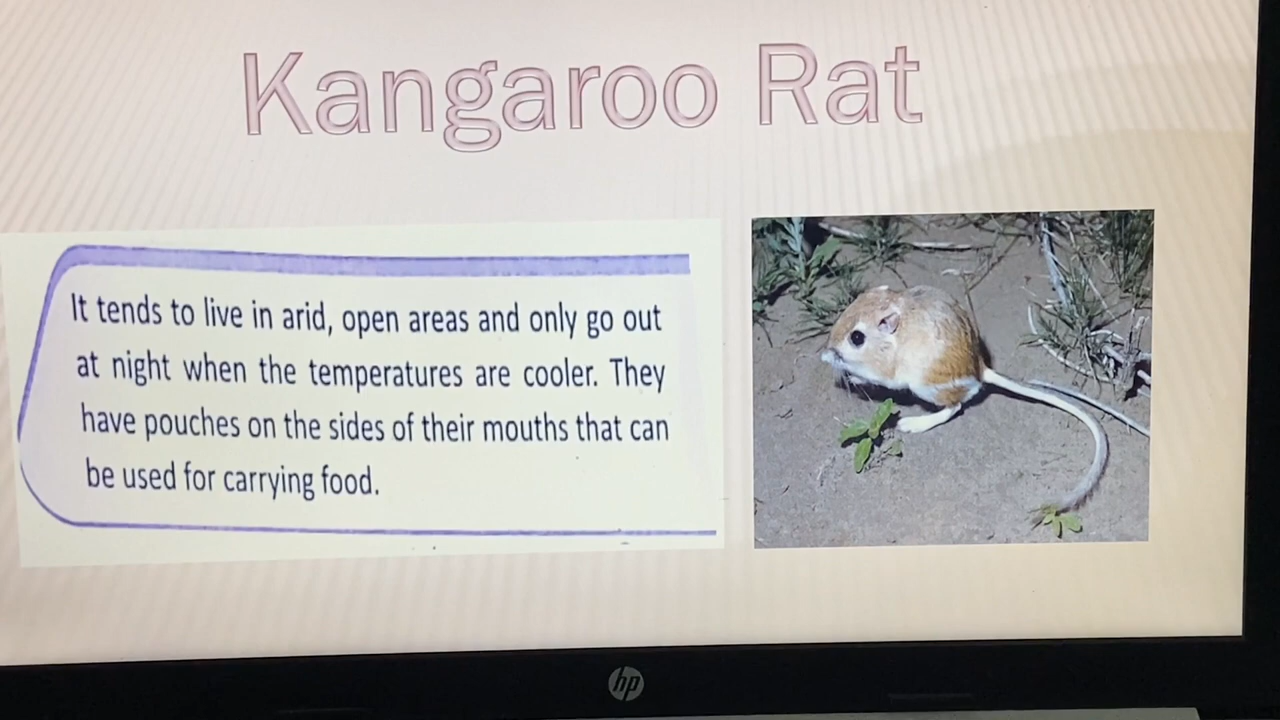 Kangaroo Rat
It tends to live in arid, open areas and only go out
at night when the temperatures are cooler. They
have pouches on the sides of their mouths that can
be used for carrying food.
hp